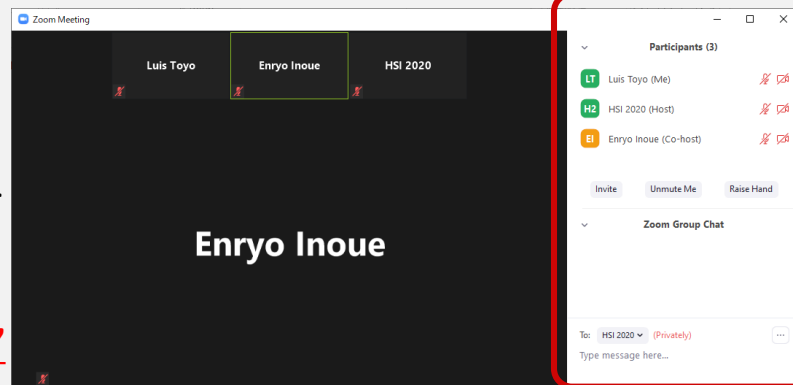 Zoom Meeting
Luis Toyo
Enryo Inoue
HSI 2020
Enryo Inoue
Participants (3)
LT Luis Toyo (Me)
H2 HSI 2020 (Host)
EI Enryo Inoue (Co-host)
Invite Unmute Me Raise Hand
Zoom Group Chat
To: HSI 2020 (Privately) ...
Type message here...